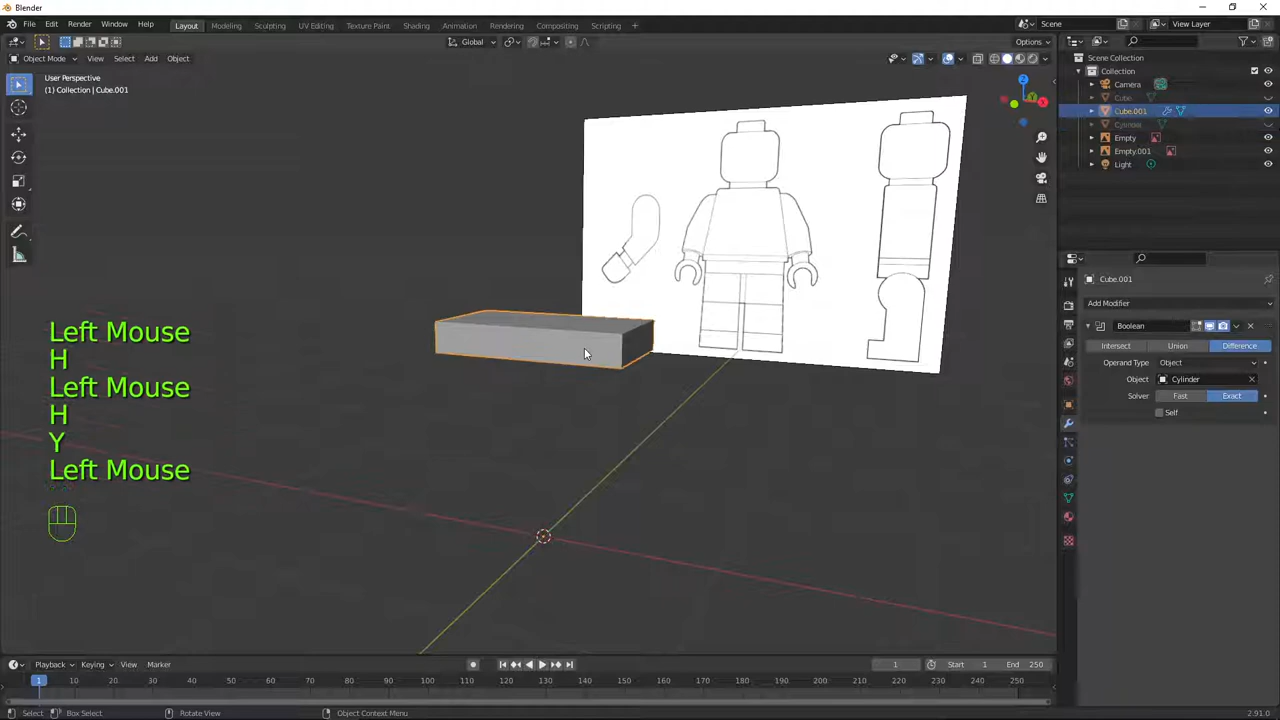 Blender
File Edit Render Window Help
Layout Modeling Sculpting UV Editing Texture Paint Shading Animation Rendering Compositing Scripting +
Scene
View Layer
Global
Options
Object Mode View Select Add Object
User Perspective
(1) Collection | Cube.001
Scene Collection
Collection
Camera
Cube
Cube.001
Cylinder
Empty
Empty.001
Light
Cube.001
Add Modifier
Boolean
Intersect Union Difference
Operand Type Object
Object Cylinder
Solver Fast Exact
Self
Left Mouse
H
Left Mouse
H
Y
Left Mouse
X
Y
Z
Playback Keying View Marker
1 Start 1 End 250
1 10 20 30 40 50 60 70 80 90 100 110 120 130 140 150 160 170 180 190 200 210 220 230 240 250
Select Box Select Rotate View Object Context Menu
2.91.0